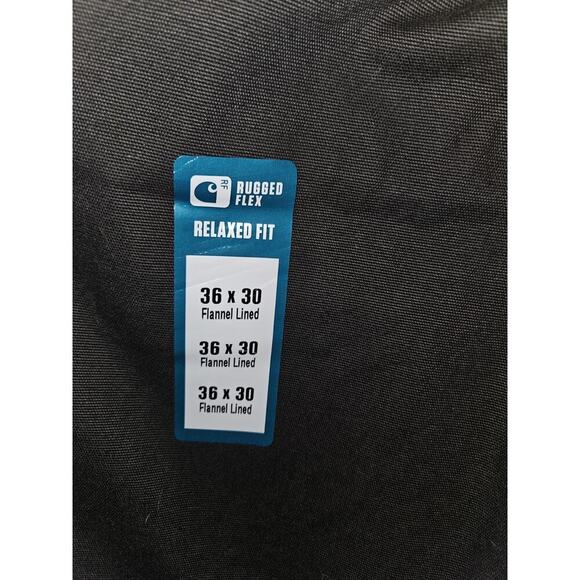 RF
RUGGED
FLEX
RELAXED FIT
36 x 30
Flannel Lined
36 x 30
Flannel Lined
36 x 30
Flannel Lined